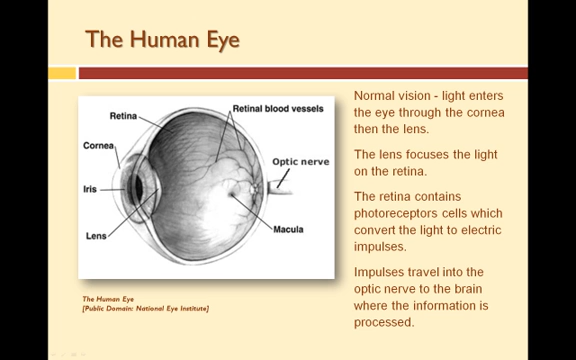 The Human Eye
Retina
Retinal blood vessels
Cornea
Optic nerve
Iris
Lens
Macula
The Human Eye
[Public Domain: National Eye Institute]
Normal vision - light enters
the eye through the cornea
then the lens.
The lens focuses the light
on the retina.
The retina contains
photoreceptors cells which
convert the light to electric
impulses.
Impulses travel into the
optic nerve to the brain
where the information is
processed.